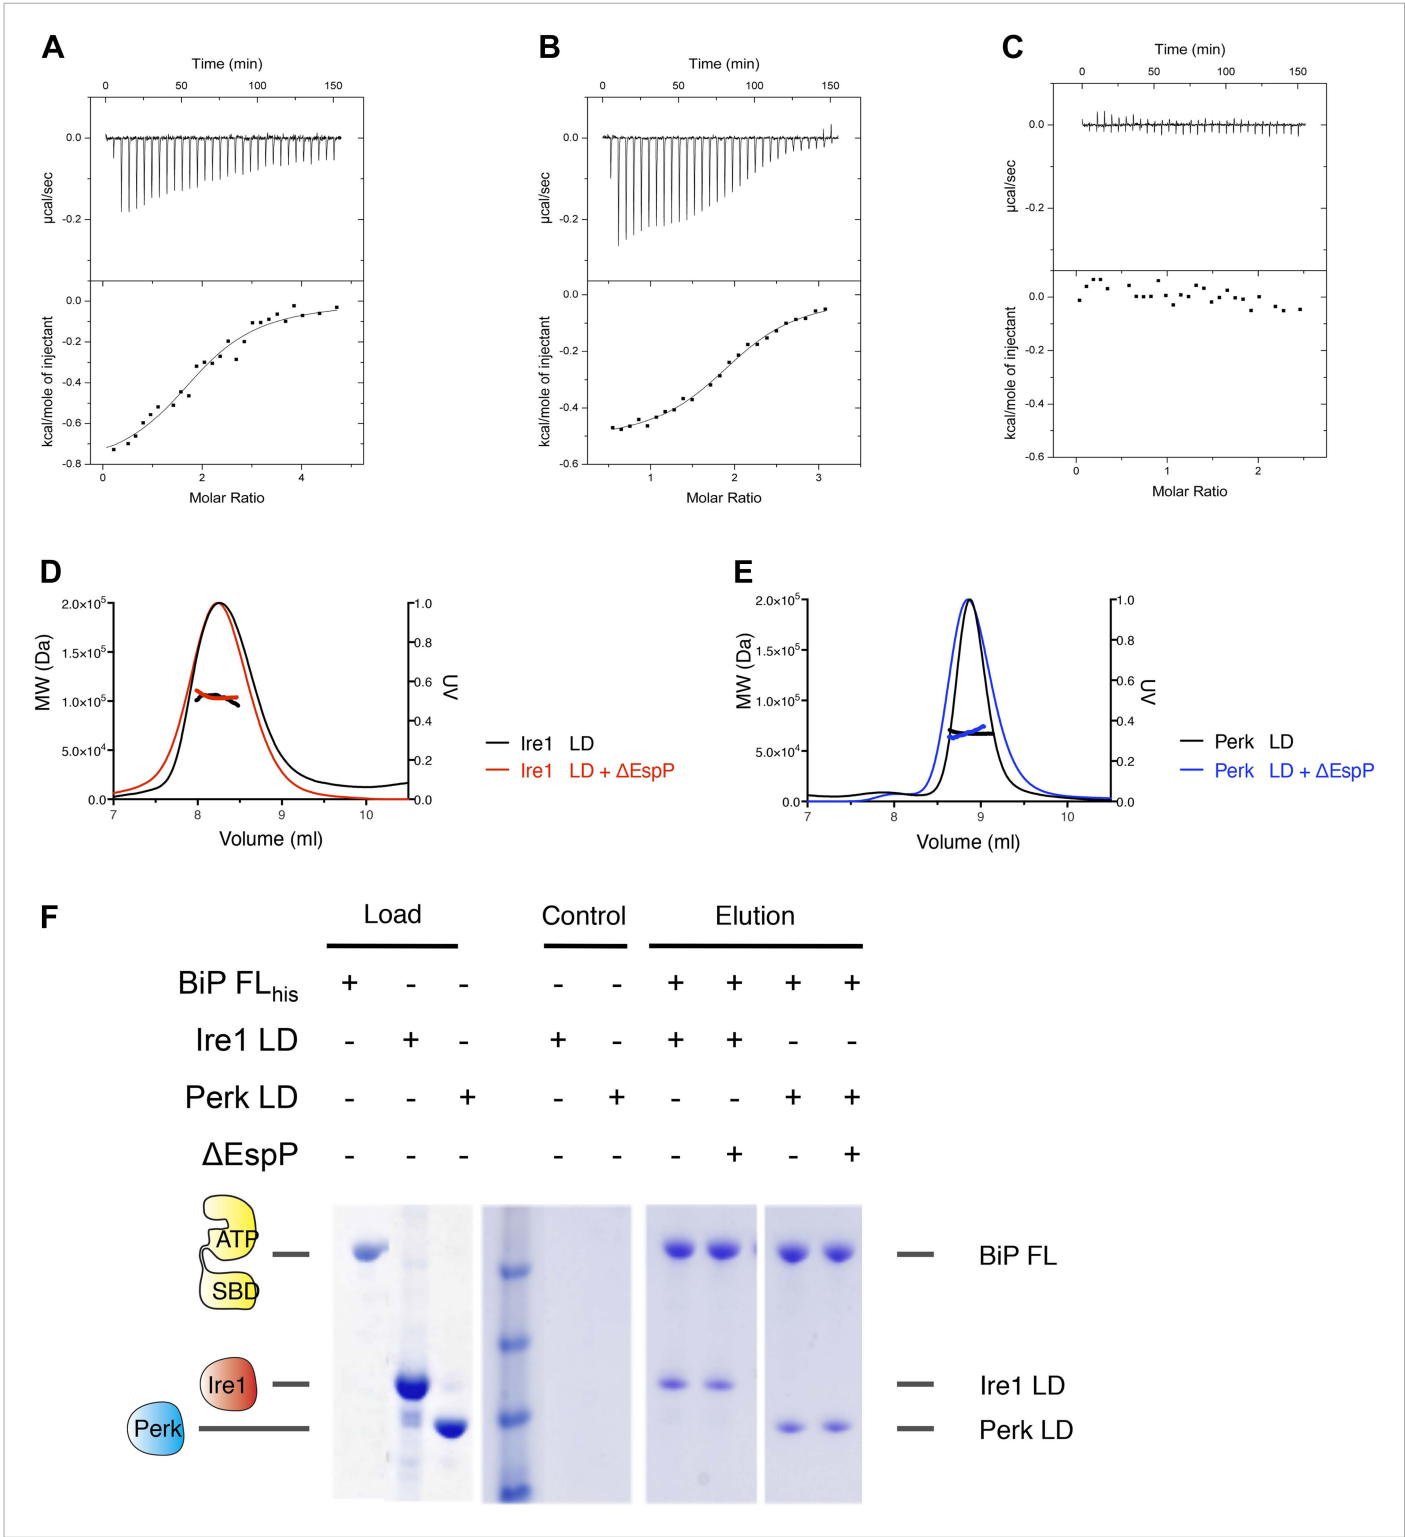 A
Time (min)
0 50 100 150
0.0
-0.2
µcal/sec
0.0
-0.2
-0.4
-0.6
-0.8
kcal/mole of injectant
0 2 4
Molar Ratio
B
Time (min)
0 50 100 150
0.0
-0.2
µcal/sec
0.0
-0.2
-0.4
-0.6
kcal/mole of injectant
1 2 3
Molar Ratio
C
Time (min)
0 50 100 150
0.0
-0.2
µcal/sec
0.0
-0.2
-0.4
-0.6
kcal/mole of injectant
0 1 2
Molar Ratio
D
2.0×10⁵
1.5×10⁵
1.0×10⁵
5.0×10⁴
0.0
MW (Da)
1.0
0.8
0.6
0.4
0.2
0.0
UV
7 8 9 10
Volume (ml)
Ire1 LD
Ire1 LD + ΔEspP
E
2.0×10⁵
1.5×10⁵
1.0×10⁵
5.0×10⁴
0.0
MW (Da)
1.0
0.8
0.6
0.4
0.2
0.0
UV
7 8 9 10
Volume (ml)
Perk LD
Perk LD + ΔEspP
F
Load Control Elution
BiP FLhis + - - - - + + + +
Ire1 LD - + - + - + + - -
Perk LD - - + - + - - + +
ΔEspP - - - - - - + - +
ATP
SBD
BiP FL
Ire1
Ire1 LD
Perk
Perk LD